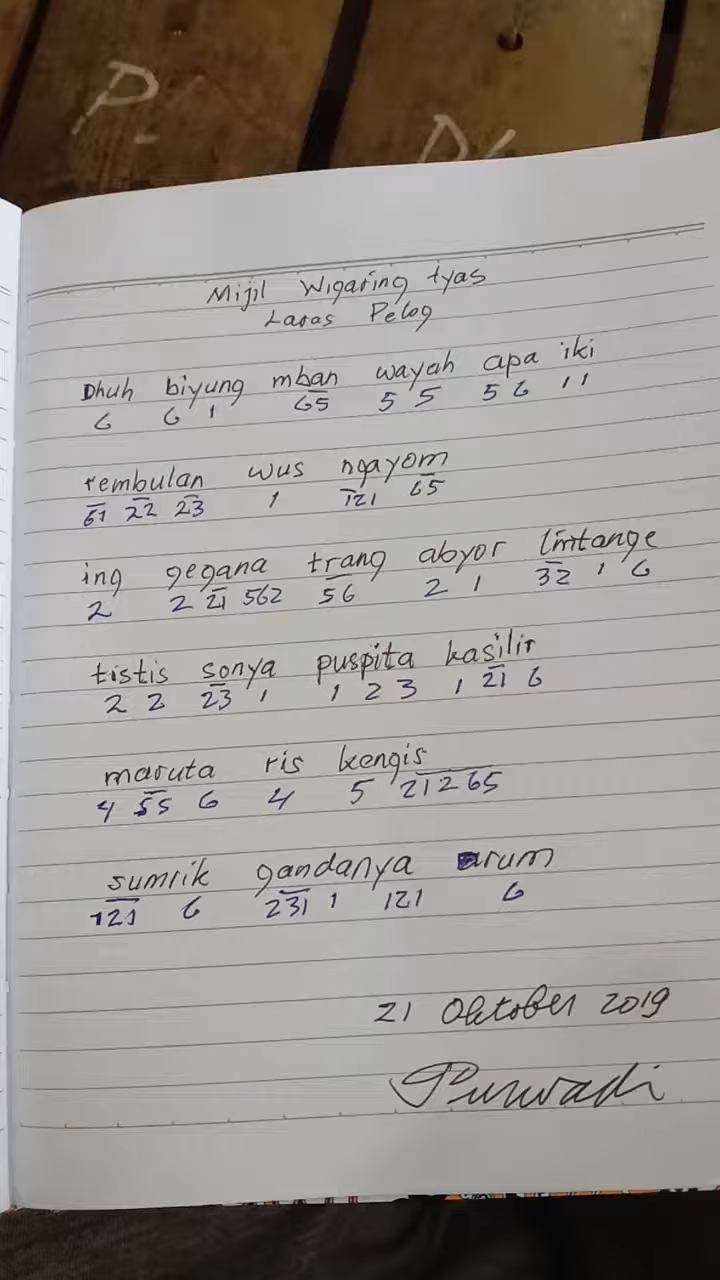 P.
Mijil Wigaring tyas
Laras Pelog
Dhuh biyung mban wayah apa iki
6 6 1 65 5 5 5 6 1 1
rembulan wus ngayom
61 22 23 1 121 65
ing gegana trang abyor lintange
2 2 21 562 56 2 1 32 1 6
tistis sonya puspita kasilir
2 2 23 1 1 2 3 1 21 6
maruta ris kengis
4 55 6 4 5 21265
sumrik gandanya arum
121 6 231 1 121 6
21 Oktober 2019
Purwadi